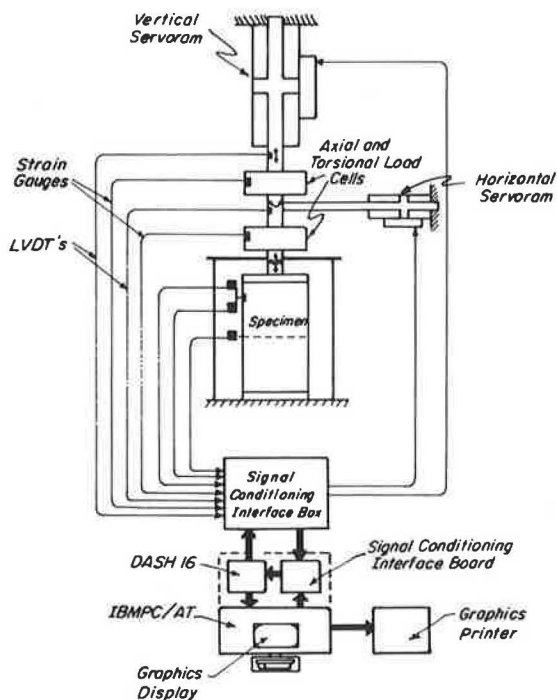 Vertical
Servoram
Axial and
Torsional Load
Cells
Strain
Gauges
Horizontal
Servoram
LVDT's
Specimen
Signal
Conditioning
Interface Box
DASH 16
Signal Conditioning
Interface Board
IBMPC/AT
Graphics
Printer
Graphics
Display